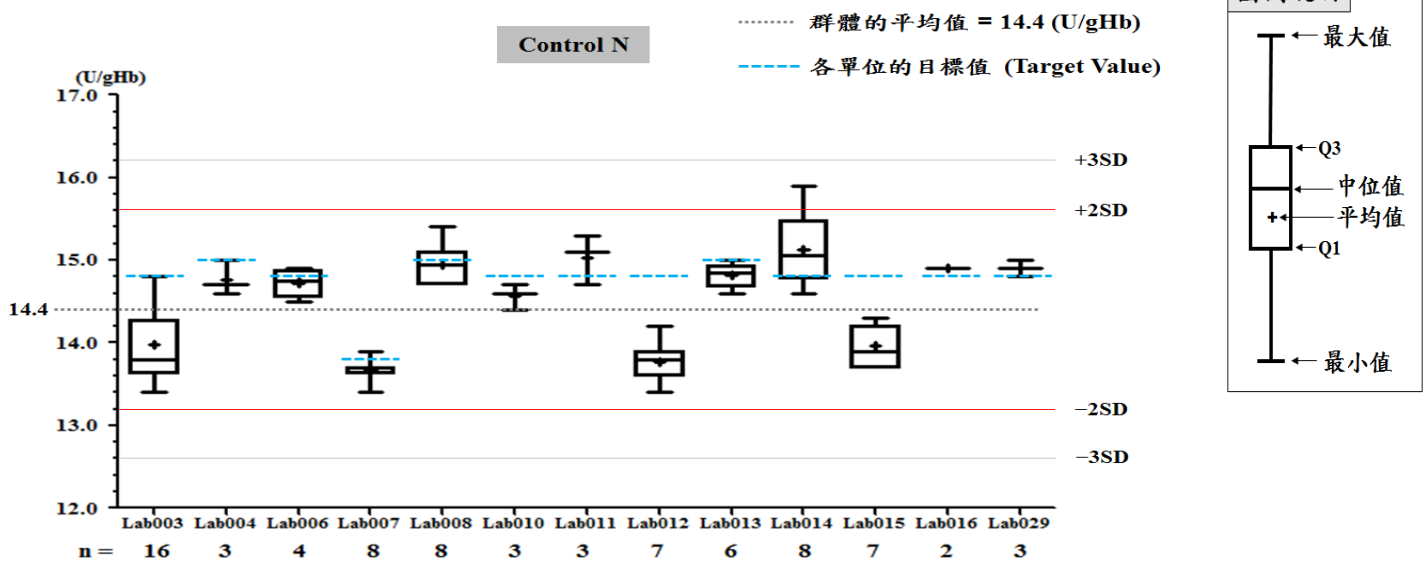 群體的平均值 = 14.4 (U/gHb)
Control N
各單位的目標值 (Target Value)
(U/gHb)
17.0
16.0
15.0
14.4
14.0
13.0
12.0
+3SD
+2SD
−2SD
−3SD
Lab003 Lab004 Lab006 Lab007 Lab008 Lab010 Lab011 Lab012 Lab013 Lab014 Lab015 Lab016 Lab029
n = 16 3 4 8 8 3 3 7 6 8 7 2 3
最大值
Q3
中位值
平均值
Q1
最小值